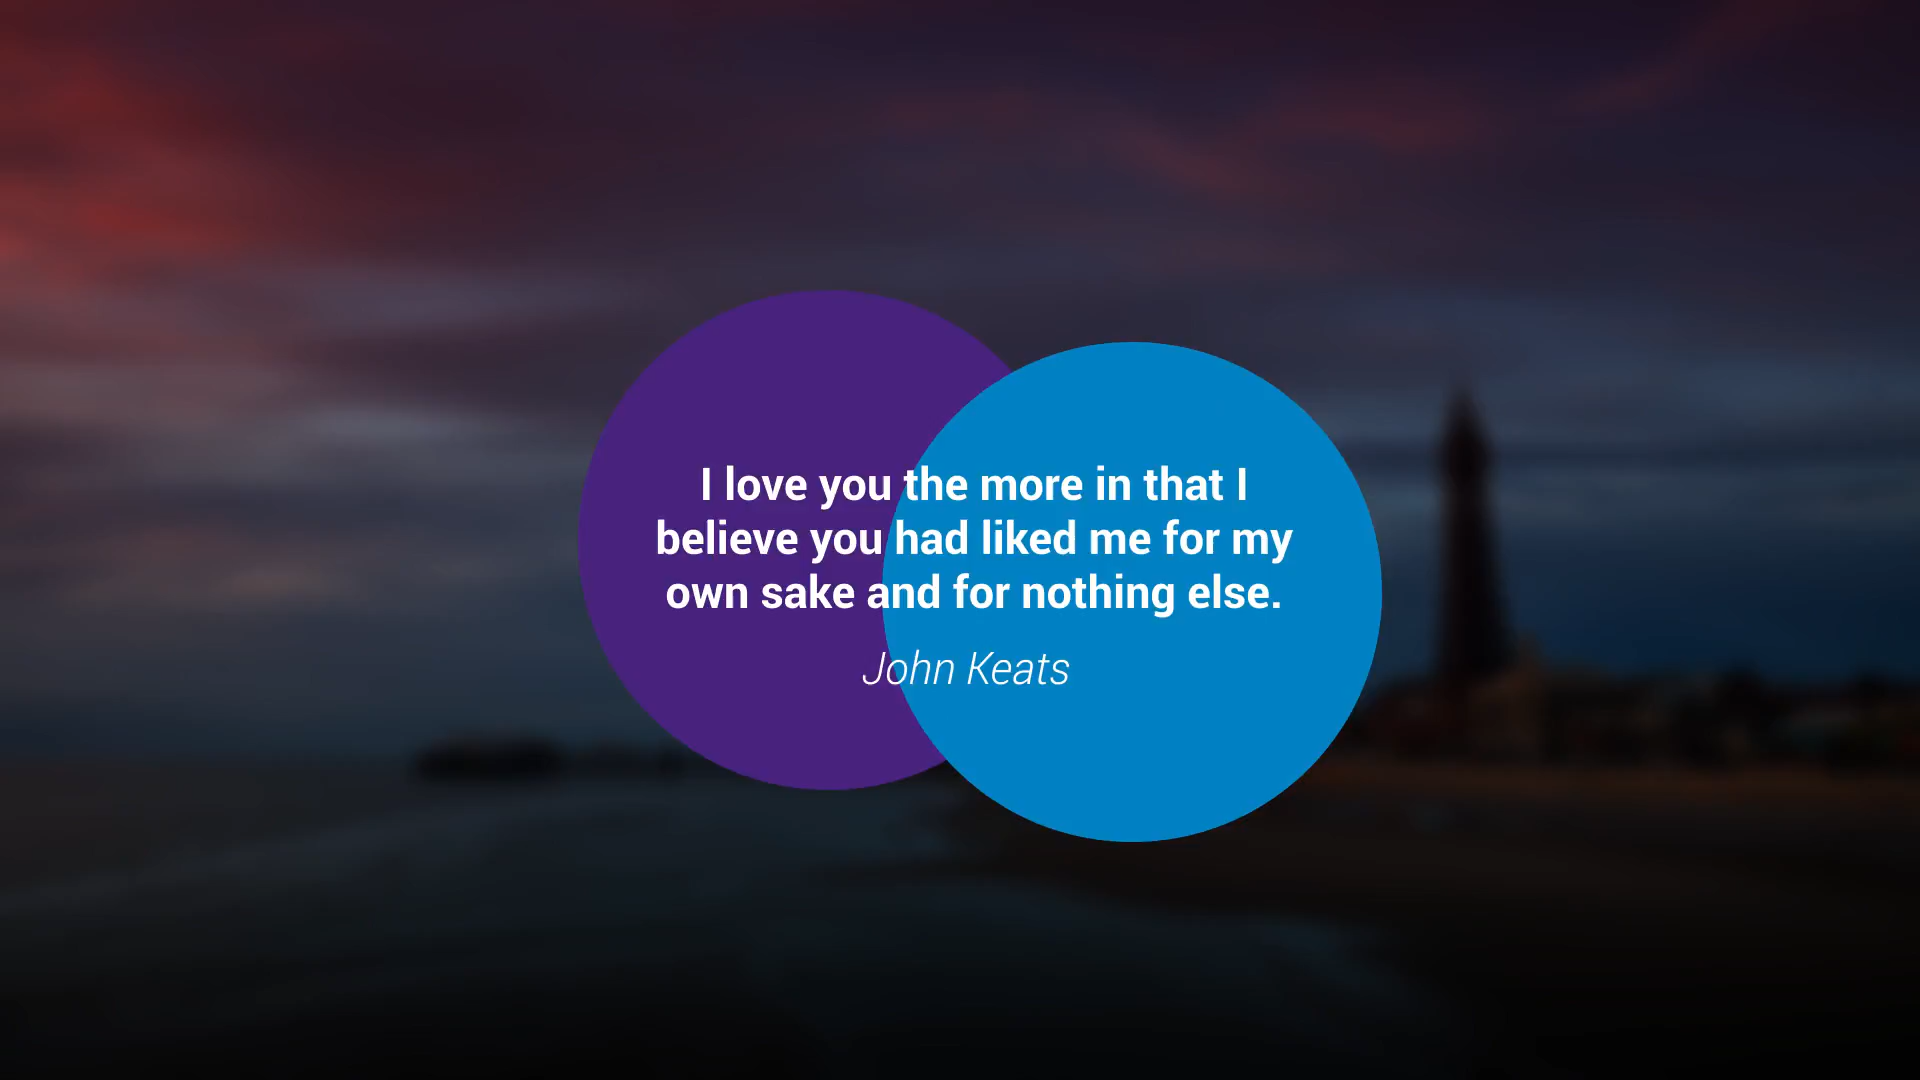 I love you the more in that I
believe you had liked me for my
own sake and for nothing else.
John Keats